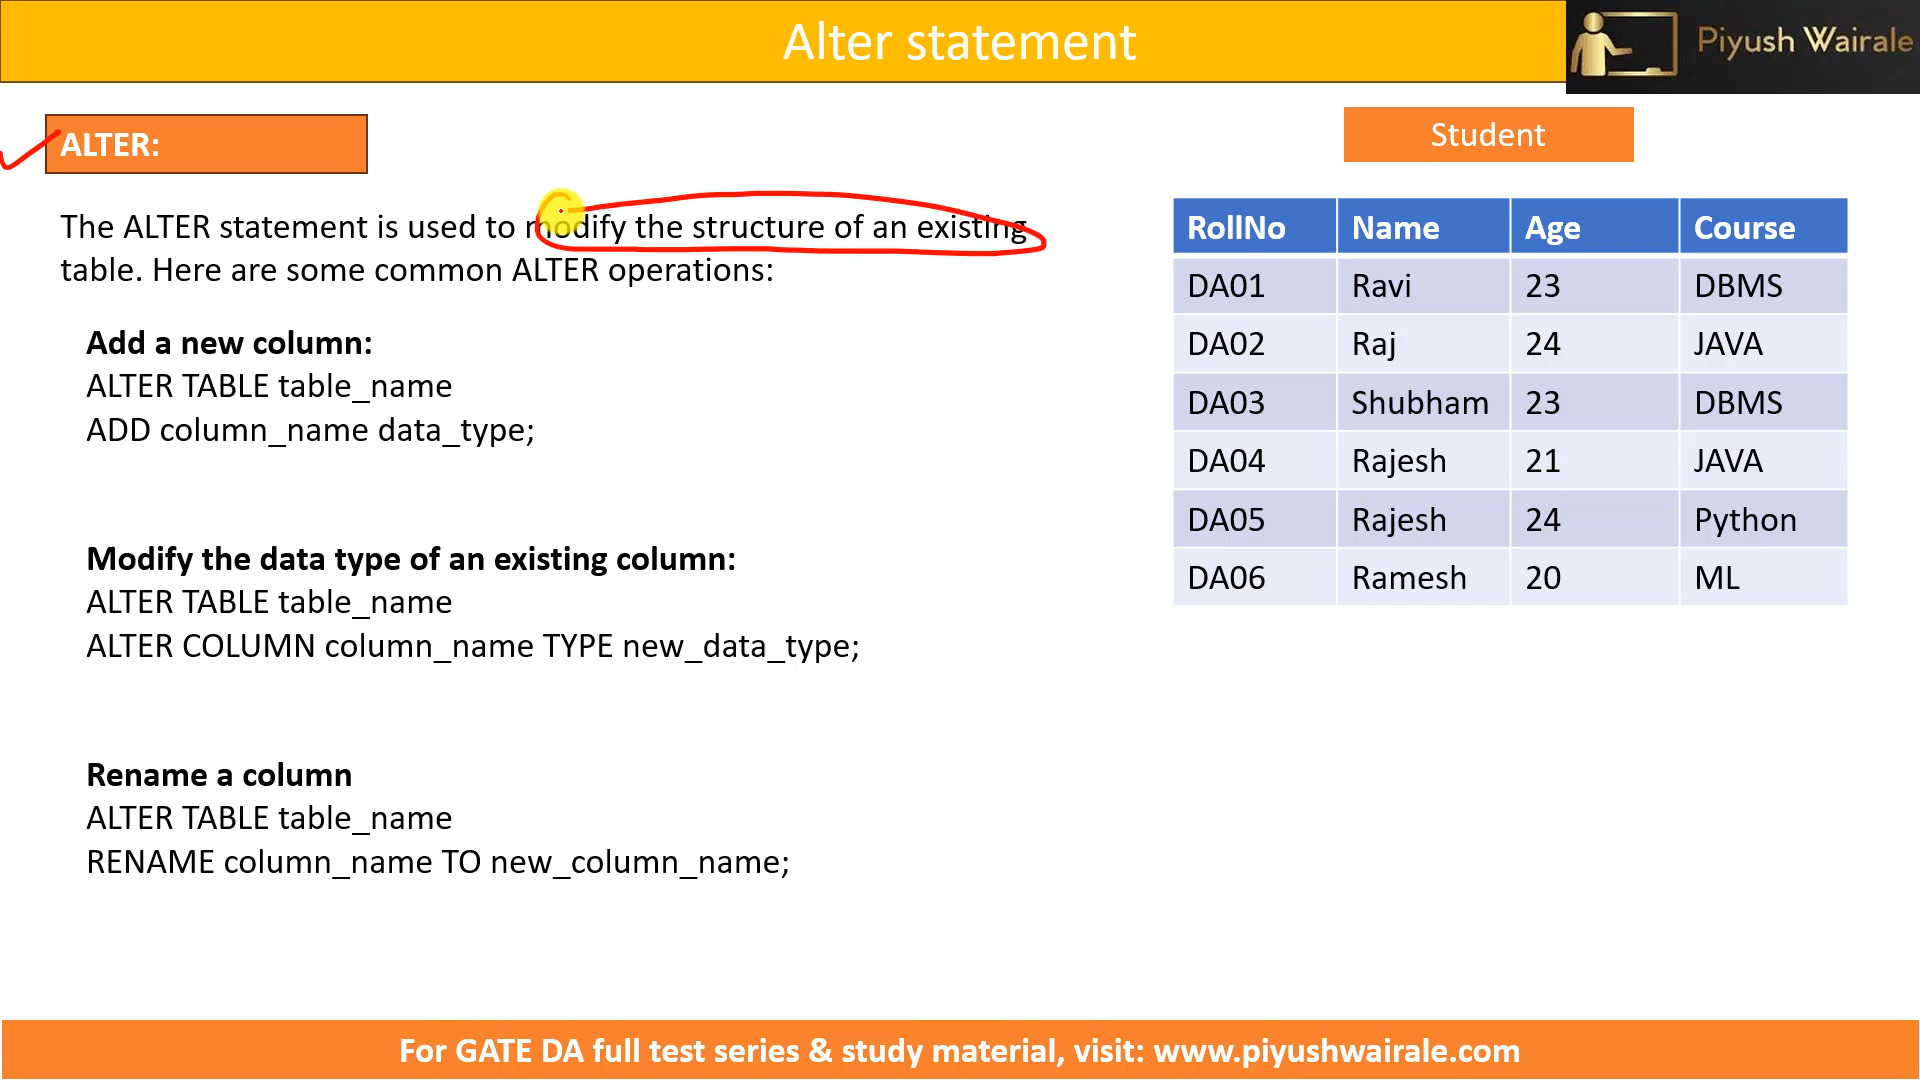 Alter statement
Piyush Wairale
ALTER:
The ALTER statement is used to modify the structure of an existing
table. Here are some common ALTER operations:
Add a new column:
ALTER TABLE table_name
ADD column_name data_type;
Modify the data type of an existing column:
ALTER TABLE table_name
ALTER COLUMN column_name TYPE new_data_type;
Rename a column
ALTER TABLE table_name
RENAME column_name TO new_column_name;
Student
RollNo Name Age Course
DA01 Ravi 23 DBMS
DA02 Raj 24 JAVA
DA03 Shubham 23 DBMS
DA04 Rajesh 21 JAVA
DA05 Rajesh 24 Python
DA06 Ramesh 20 ML
For GATE DA full test series & study material, visit: www.piyushwairale.com